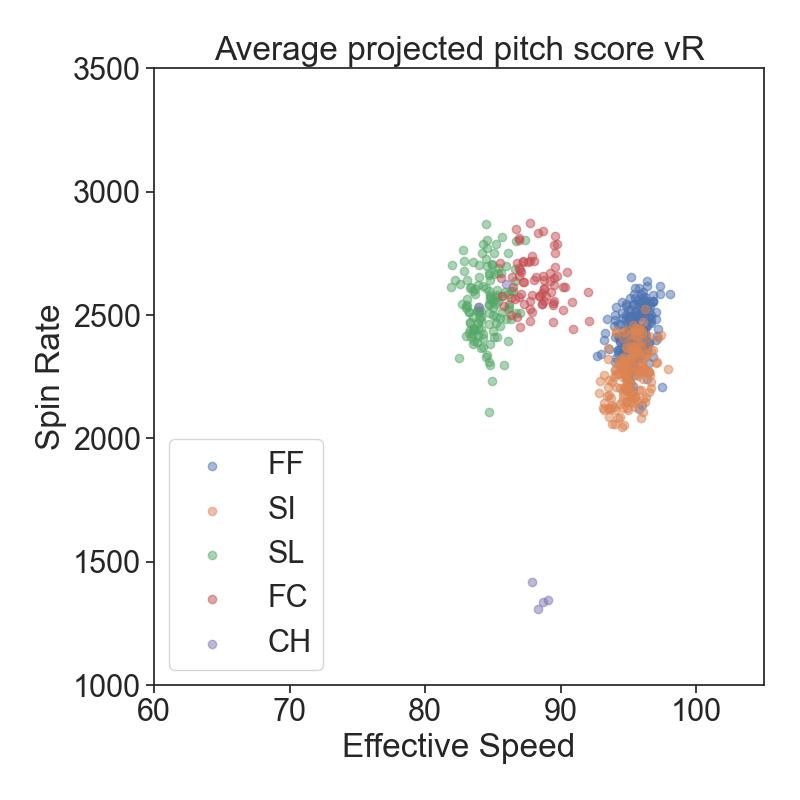 Average projected pitch score vR
3500
3000
2500
2000
1500
1000
Spin Rate
FF
SI
SL
FC
CH
60 70 80 90 100
Effective Speed